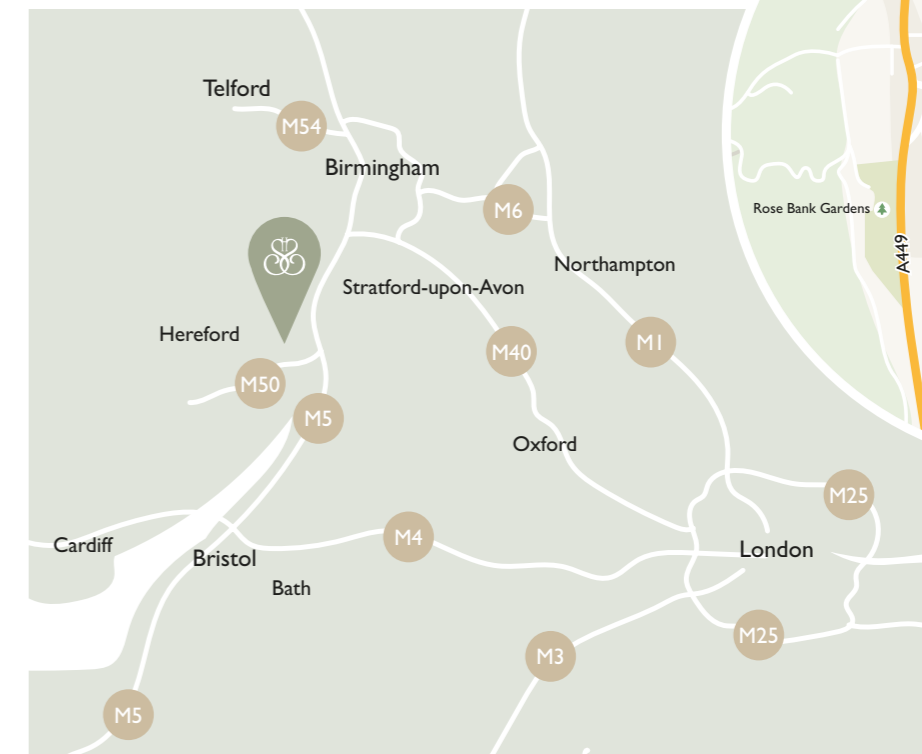 Telford
M54
Birmingham
M6
Rose Bank Gardens
A449
Northampton
Stratford-upon-Avon
Hereford
M1
M40
M50
M5
Oxford
M25
M4
Cardiff
Bristol
London
Bath
M25
M3
M5